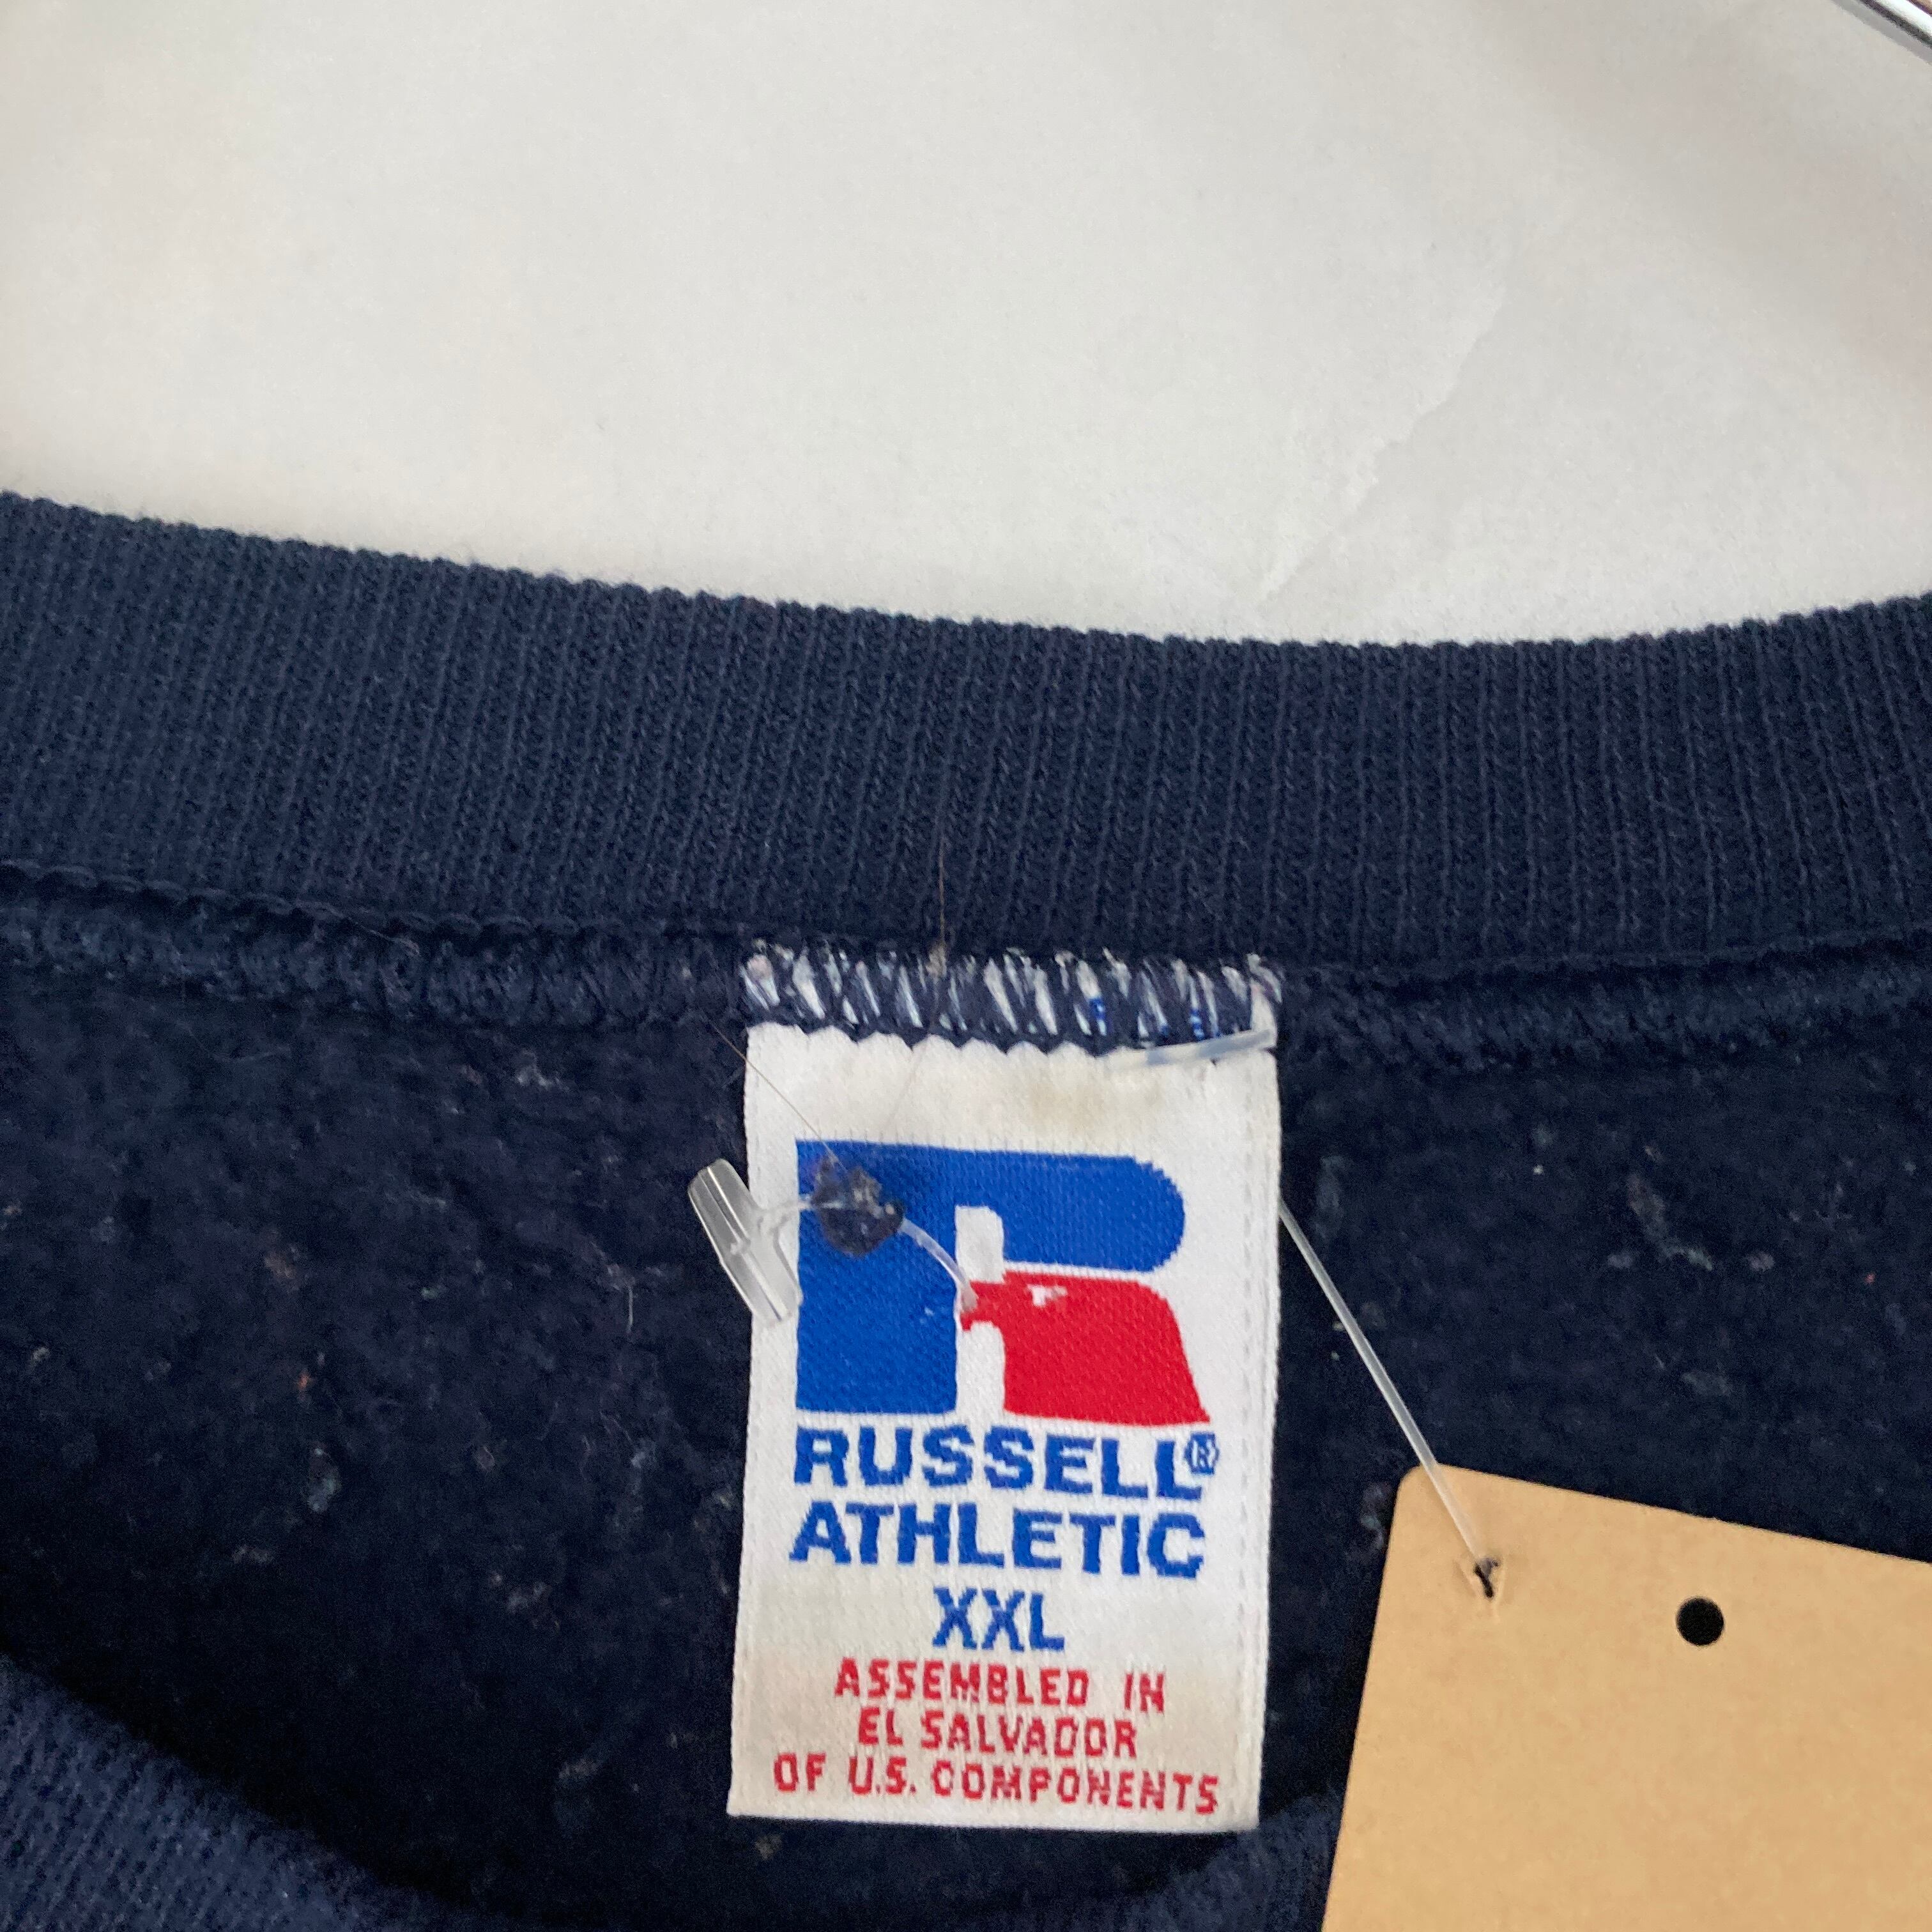 RUSSELL®
ATHLETIC
XXL
ASSEMBLED IN
EL SALVADOR
OF U.S. COMPONENTS